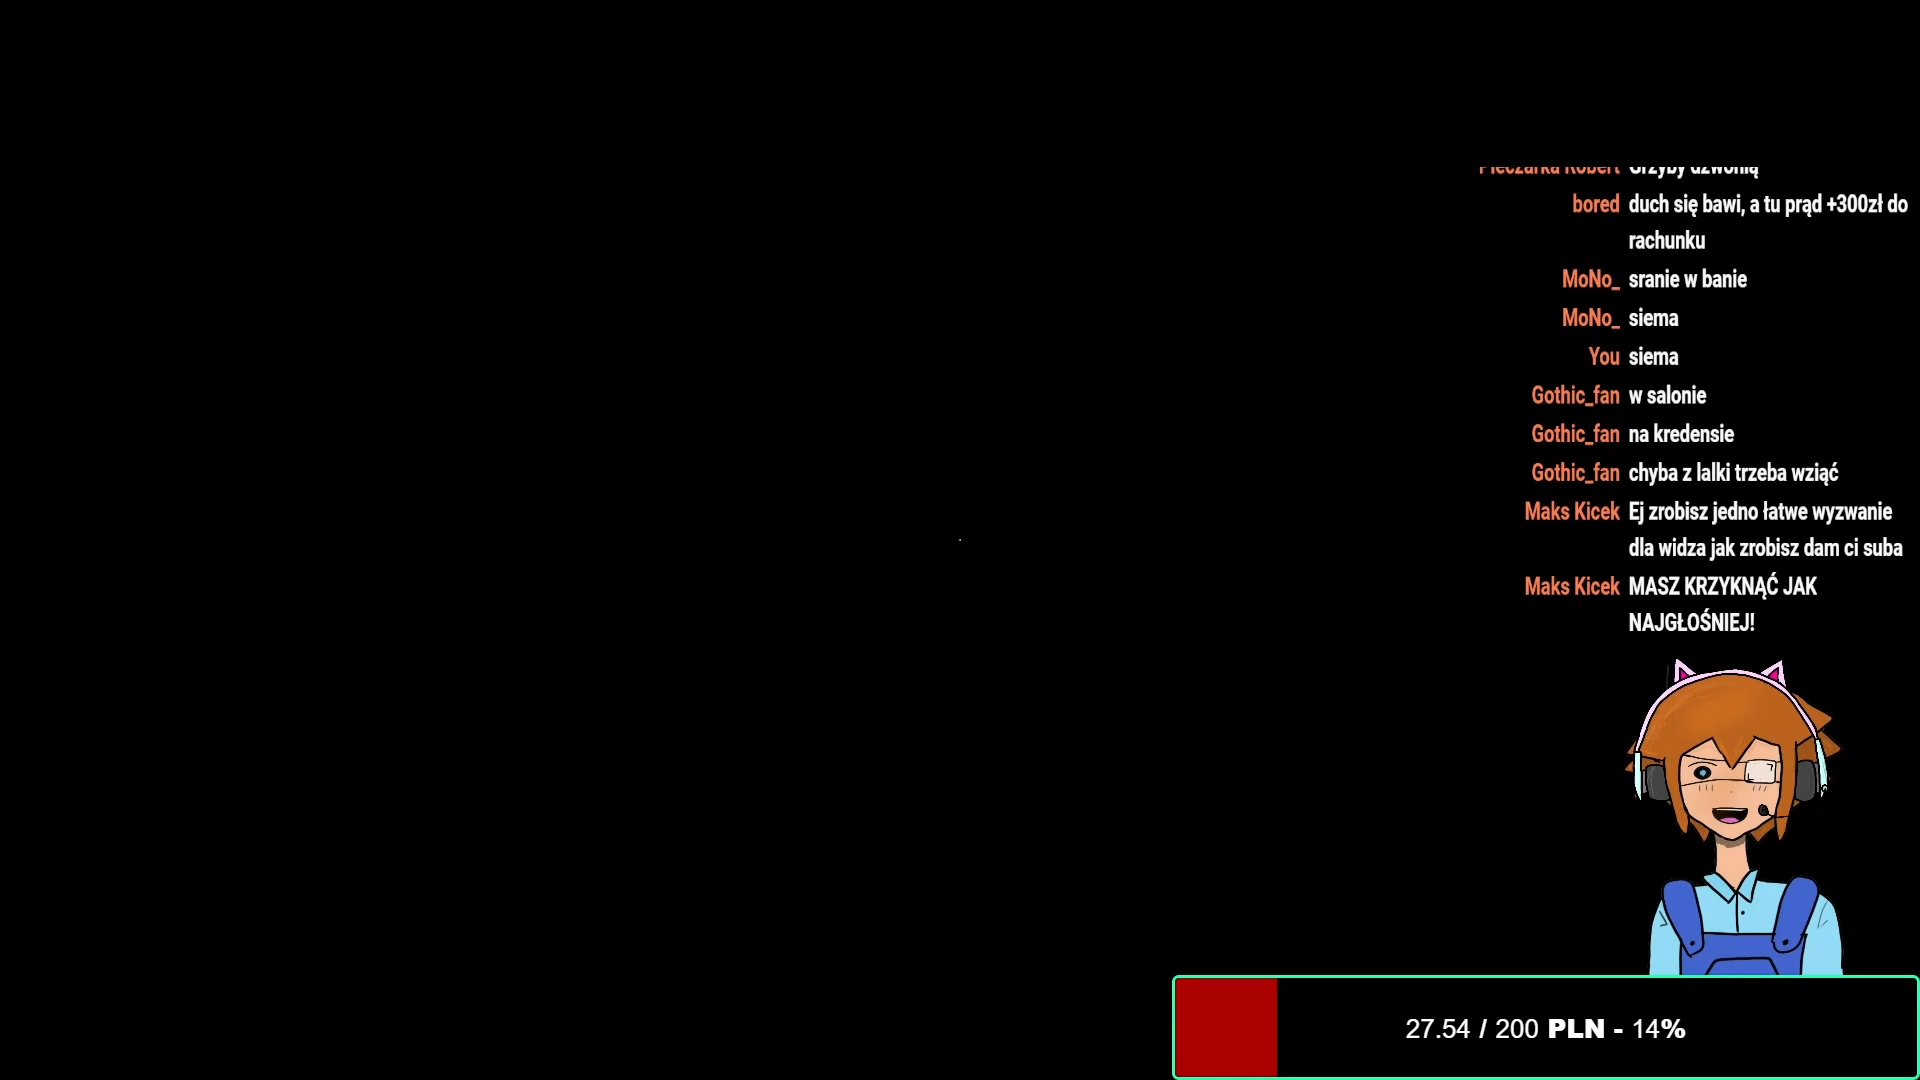 bored duch się bawi, a tu prąd +300zł do
rachunku
MoNo_ sranie w banie
MoNo_ siema
You siema
Gothic_fan w salonie
Gothic_fan na kredensie
Gothic_fan chyba z lalki trzeba wziąć
Maks Kicek Ej zrobisz jedno łatwe wyzwanie
dla widza jak zrobisz dam ci suba
Maks Kicek MASZ KRZYKNĄĆ JAK
NAJGŁOŚNIEJ!
27.54 / 200 PLN - 14%